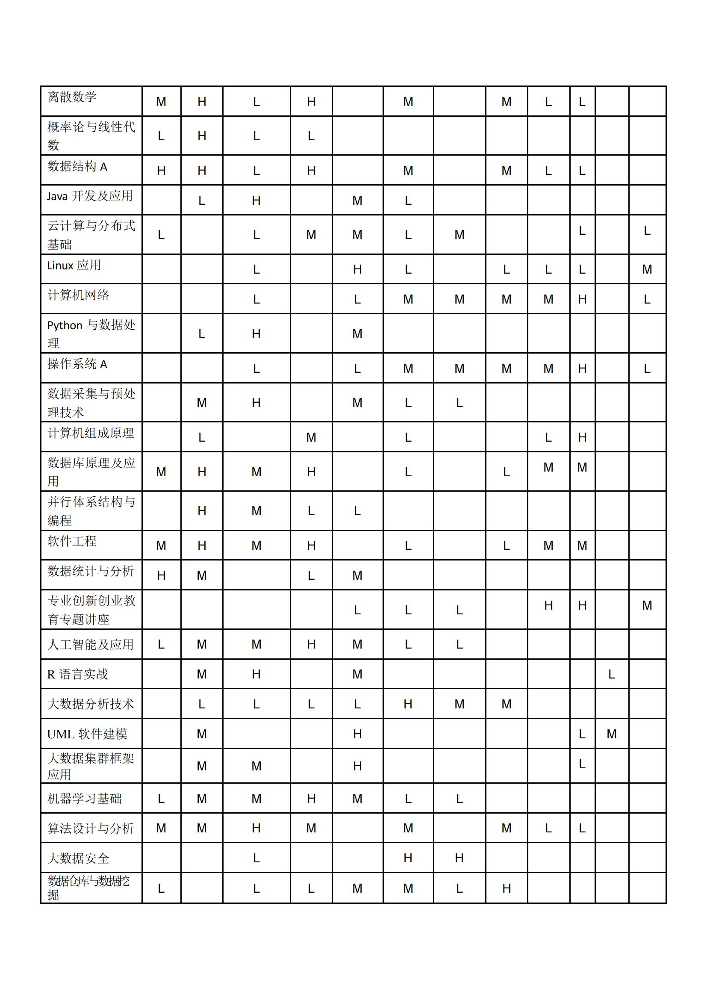 离散数学 M H L H M M L L
概率论与线性代
数 L H L L
数据结构 A H H L H M M L L
Java 开发及应用 L H M L
云计算与分布式
基础 L L M M L M L L
Linux 应用 L H L L L L M
计算机网络 L L M M M M H L
Python 与数据处
理 L H M
操作系统 A L L M M M M H L
数据采集与预处
理技术 M H M L L
计算机组成原理 L M L L H
数据库原理及应
用 M H M H L L M M
并行体系结构与
编程 H M L L
软件工程 M H M H L L M M
数据统计与分析 H M L M
专业创新创业教
育专题讲座 L L L H H M
人工智能及应用 L M M H M L L
R 语言实战 M H M L
大数据分析技术 L L L L H M M
UML 软件建模 M H L M
大数据集群框架
应用 M M H L
机器学习基础 L M M H M L L
算法设计与分析 M M H M M M L L
大数据安全 L H H
数据仓库与数据挖
掘 L L L M M L H